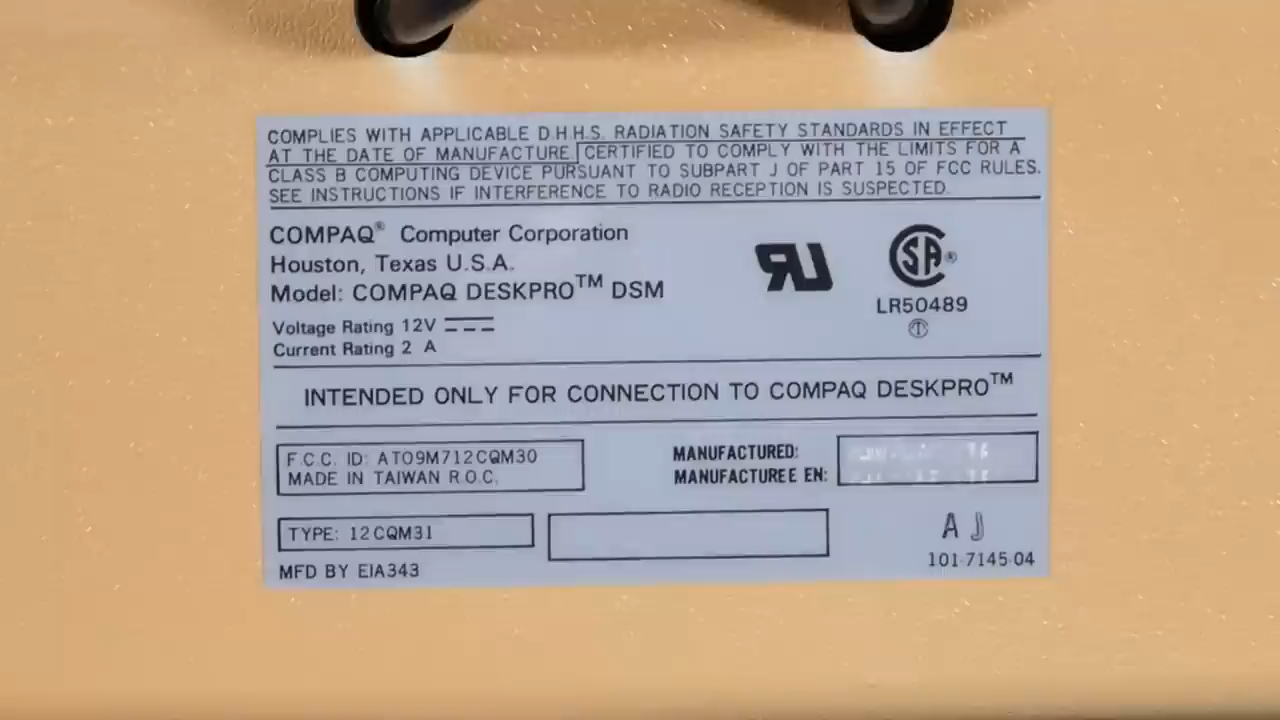 COMPLIES WITH APPLICABLE D.H.H.S. RADIATION SAFETY STANDARDS IN EFFECT
AT THE DATE OF MANUFACTURE. CERTIFIED TO COMPLY WITH THE LIMITS FOR A
CLASS B COMPUTING DEVICE PURSUANT TO SUBPART J OF PART 15 OF FCC RULES.
SEE INSTRUCTIONS IF INTERFERENCE TO RADIO RECEPTION IS SUSPECTED.
COMPAQ® Computer Corporation
Houston, Texas U.S.A.
Model: COMPAQ DESKPRO™ DSM
Voltage Rating 12V
Current Rating 2 A
SA®
LR50489
INTENDED ONLY FOR CONNECTION TO COMPAQ DESKPRO™
F.C.C. ID: ATO9M712CQM30
MADE IN TAIWAN R.O.C.
MANUFACTURED:
MANUFACTUREE EN:
TYPE: 12CQM31
MFD BY EIA343
A J
101-7145-04